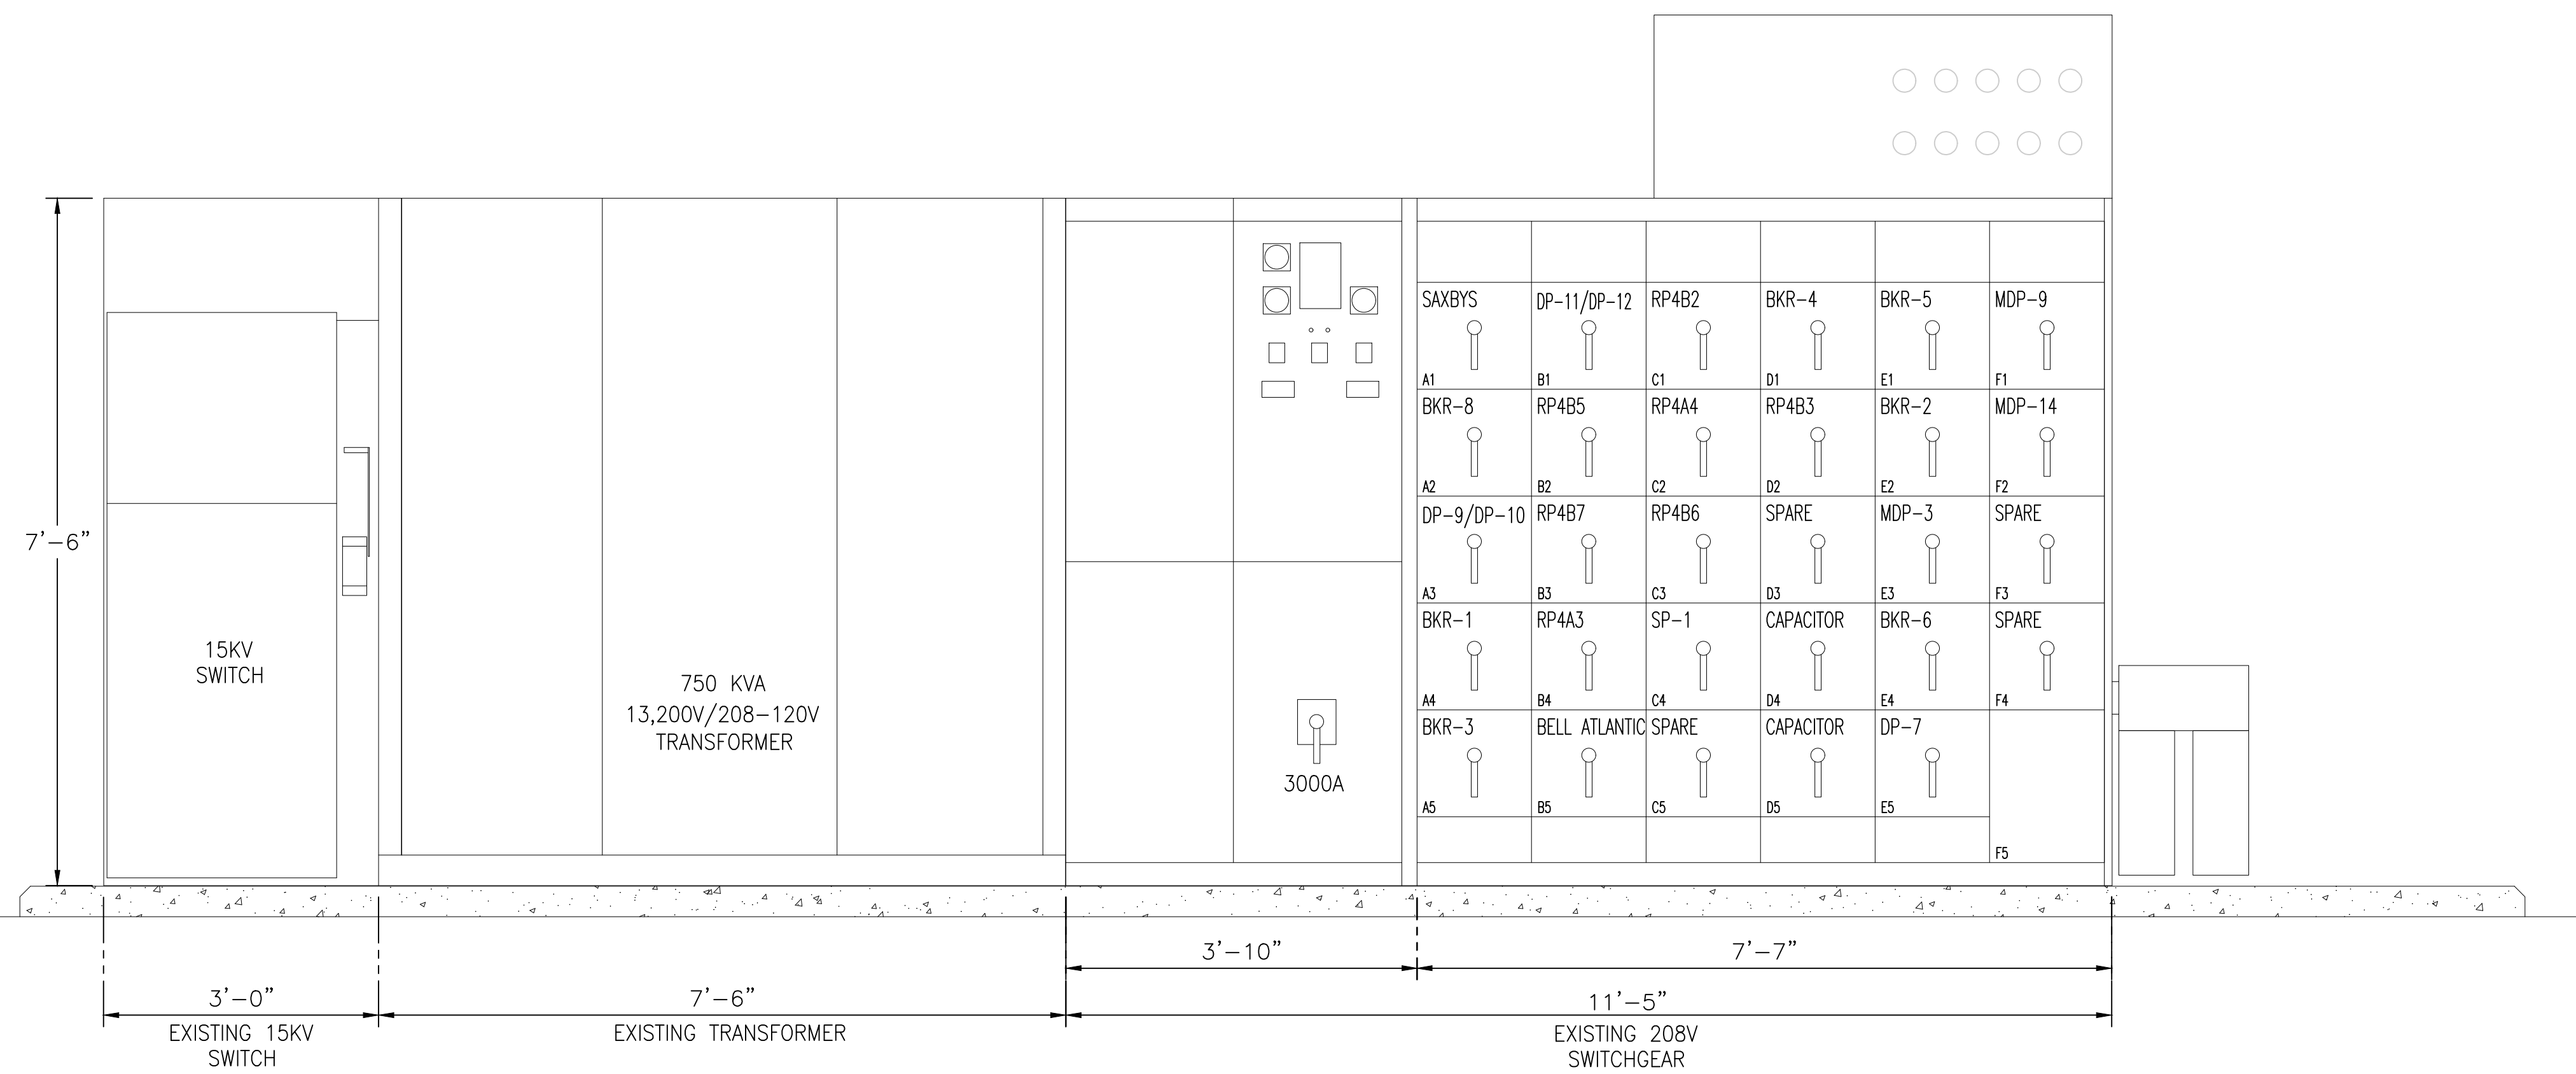 SAXBYS DP-11/DP-12 RP4B2 BKR-4 BKR-5 MDP-9
A1 B1 C1 D1 E1 F1
BKR-8 RP4B5 RP4A4 RP4B3 BKR-2 MDP-14
A2 B2 C2 D2 E2 F2
DP-9/DP-10 RP4B7 RP4B6 SPARE MDP-3 SPARE
7'-6"
A3 B3 C3 D3 E3 F3
BKR-1 RP4A3 SP-1 CAPACITOR BKR-6 SPARE
15KV
SWITCH
A4 B4 C4 D4 E4 F4
750 KVA
13,200V/208-120V
TRANSFORMER
BKR-3 BELL ATLANTIC SPARE CAPACITOR DP-7
3000A
A5 B5 C5 D5 E5
F5
3'-10" 7'-7"
3'-0" 7'-6" 11'-5"
EXISTING 15KV
SWITCH
EXISTING TRANSFORMER
EXISTING 208V
SWITCHGEAR